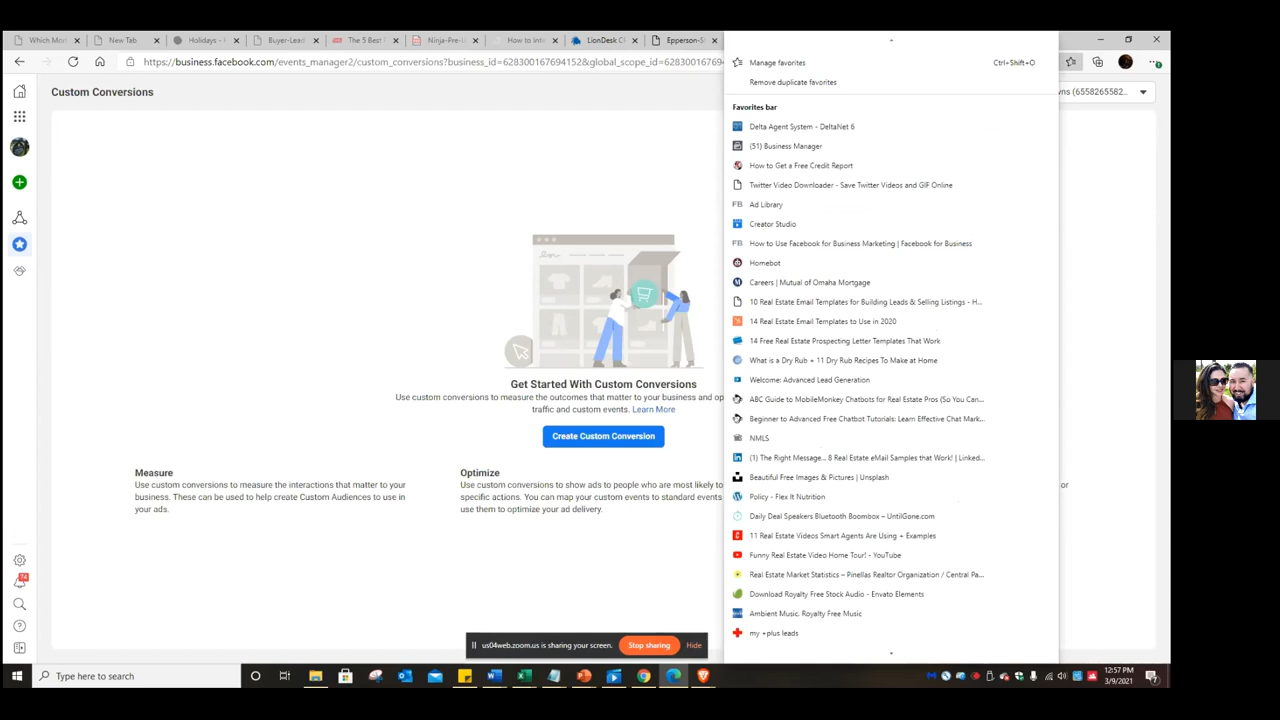 Which Mor
New Tab
Holidays -
Buyer-Lead
The 5 Best
Ninja-Pre-L
How to inte
LionDesk C
Epperson-S
https://business.facebook.com/events_manager2/custom_conversions?business_id=628300167694152&global_scope_id=628300167694
Custom Conversions
wns (6558265582...
Manage favorites
Ctrl+Shift+O
Remove duplicate favorites
Favorites bar
Delta Agent System - DeltaNet 6
(51) Business Manager
How to Get a Free Credit Report
Twitter Video Downloader - Save Twitter Videos and GIF Online
FB Ad Library
Creator Studio
FB How to Use Facebook for Business Marketing | Facebook for Business
Homebot
Careers | Mutual of Omaha Mortgage
10 Real Estate Email Templates for Building Leads & Selling Listings - H...
14 Real Estate Email Templates to Use in 2020
14 Free Real Estate Prospecting Letter Templates That Work
What is a Dry Rub + 11 Dry Rub Recipes To Make at Home
Welcome: Advanced Lead Generation
ABC Guide to MobileMonkey Chatbots for Real Estate Pros (So You Can...
Beginner to Advanced Free Chatbot Tutorials: Learn Effective Chat Mark...
NMLS
(1) The Right Message... 8 Real Estate eMail Samples that Work! | Linked...
Beautiful Free Images & Pictures | Unsplash
Policy - Flex It Nutrition
Daily Deal Speakers Bluetooth Boombox – UntilGone.com
11 Real Estate Videos Smart Agents Are Using + Examples
Funny Real Estate Video Home Tour! - YouTube
Real Estate Market Statistics – Pinellas Realtor Organization / Central Pa...
Download Royalty Free Stock Audio - Envato Elements
Ambient Music. Royalty Free Music
my +plus leads
Get Started With Custom Conversions
Use custom conversions to measure the outcomes that matter to your business and op
traffic and custom events. Learn More
Create Custom Conversion
Measure
Use custom conversions to measure the interactions that matter to your
business. These can be used to help create Custom Audiences to use in
your ads.
Optimize
Use custom conversions to show ads to people who are most likely to
specific actions. You can map your custom events to standard events
use them to optimize your ad delivery.
or
74
us04web.zoom.us is sharing your screen.
Stop sharing
Hide
Type here to search
12:57 PM
3/9/2021
7